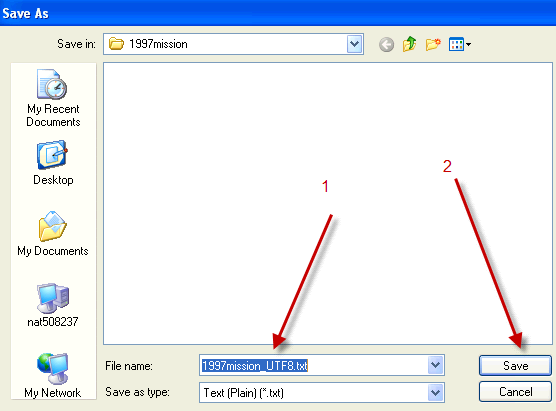 Save As
Save in:
1997mission
My Recent
Documents
Desktop
My Documents
nat508237
My Network
1
2
File name:
1997mission_UTF8.txt
Save
Save as type:
Text (Plain) (*.txt)
Cancel